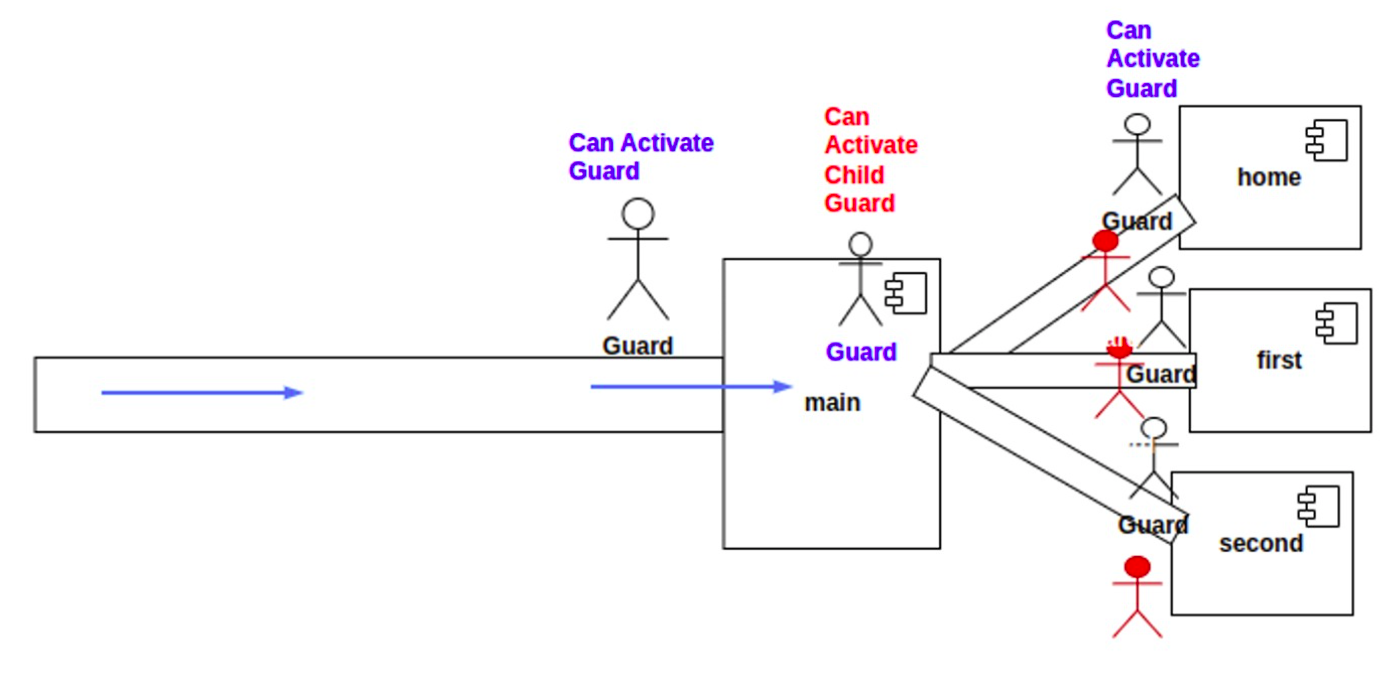 Can
Activate
Guard
Can
Activate
Child
Guard
Can Activate
Guard
home
Guard
Guard
Guard
first
Guard
main
Guard
second